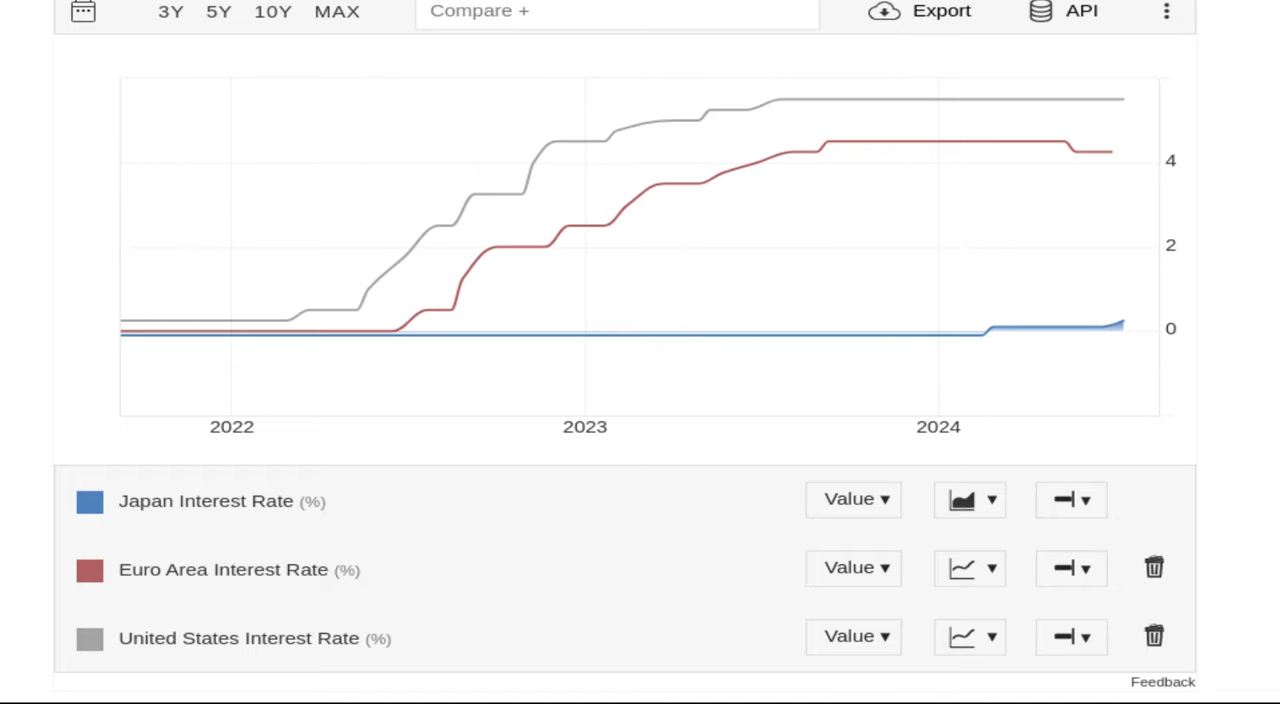 3Y 5Y 10Y MAX Compare + Export API
4
2
0
2022 2023 2024
Japan Interest Rate (%) Value
Euro Area Interest Rate (%) Value
United States Interest Rate (%) Value
Feedback